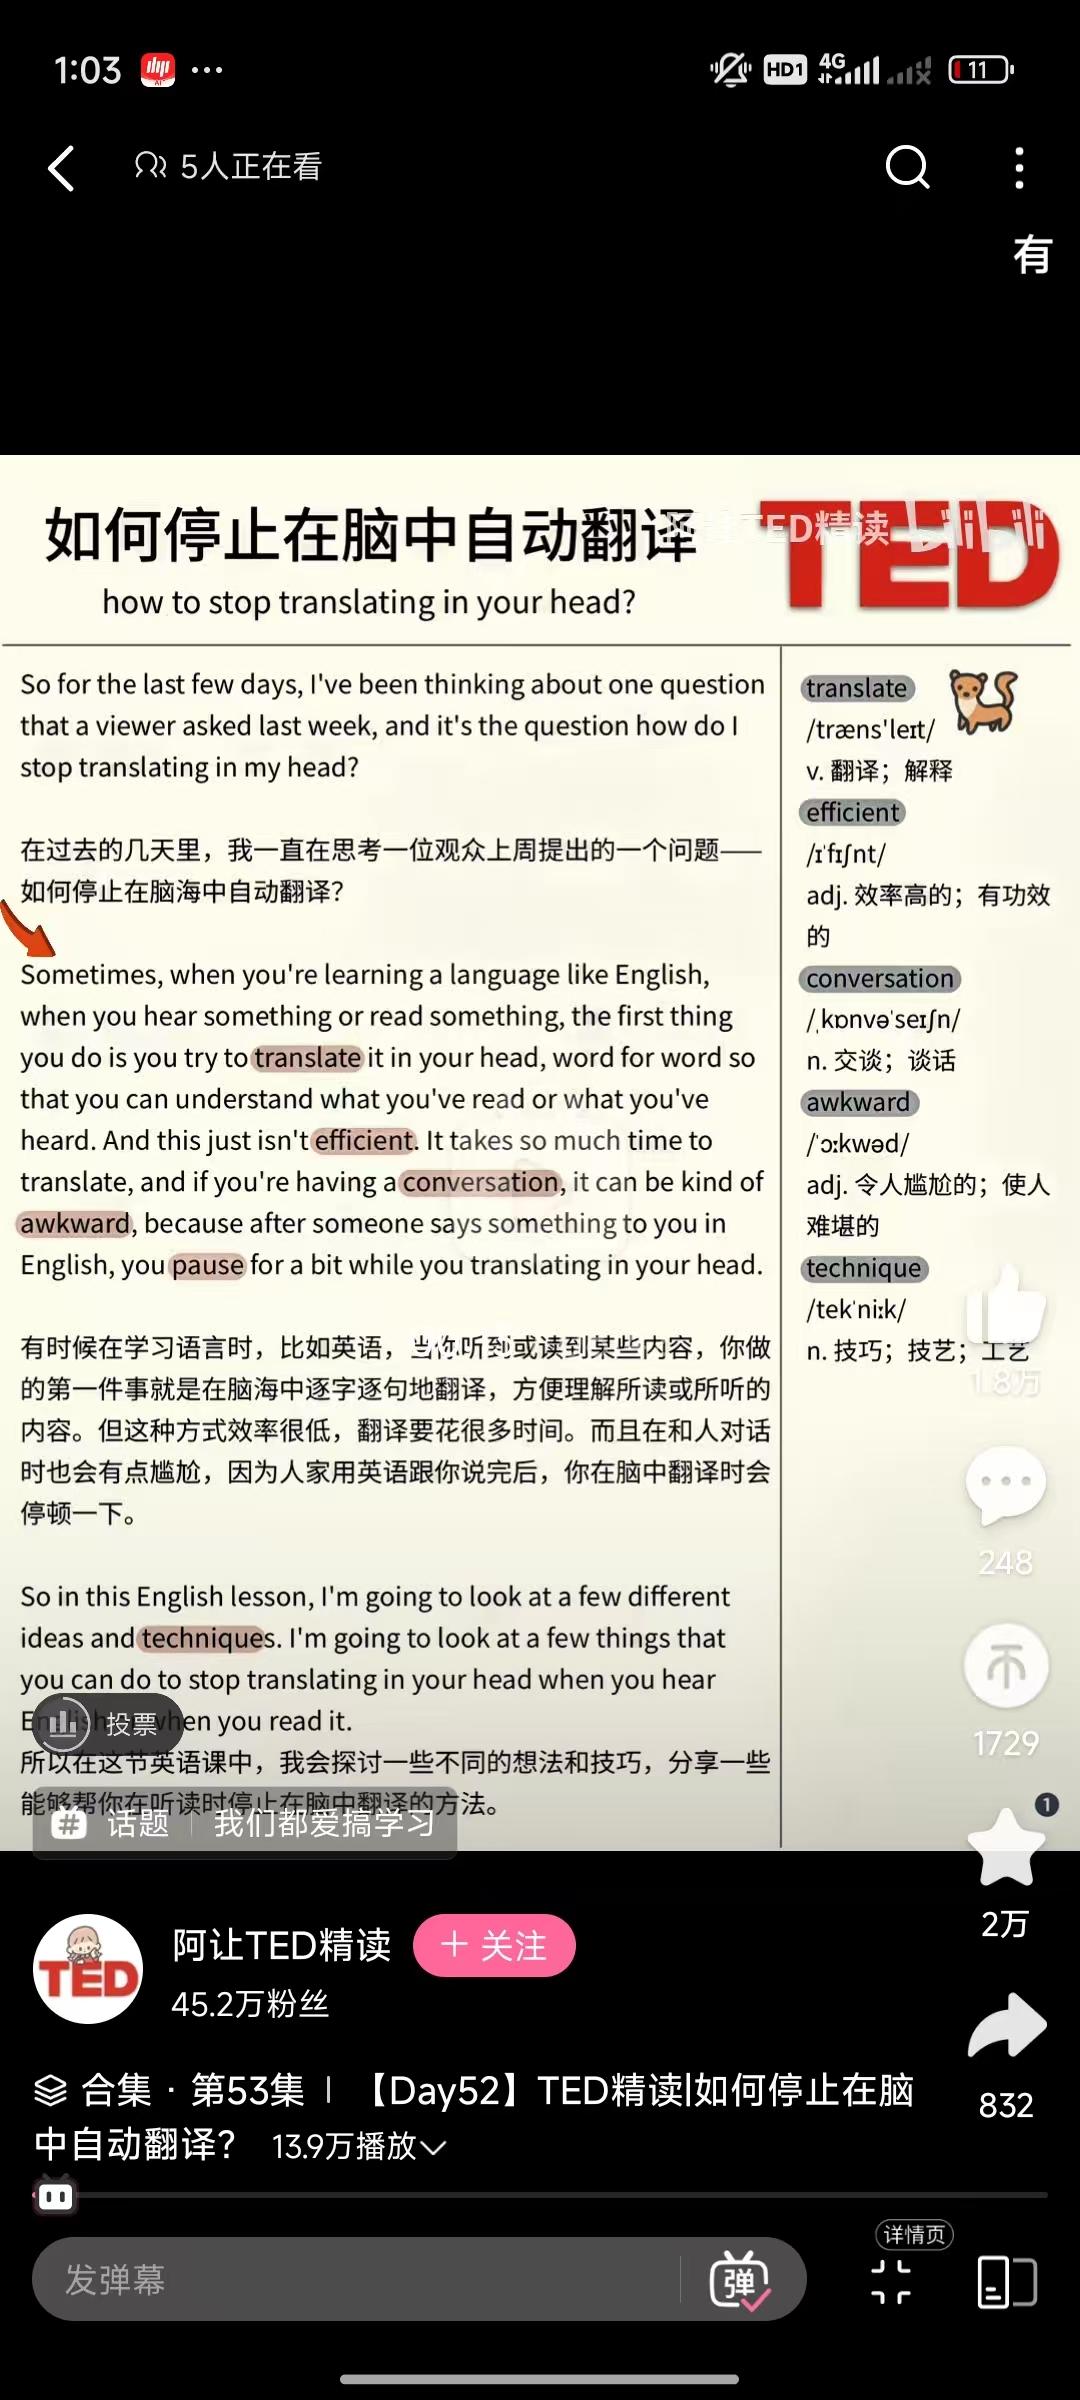 1:03
HD1 4G 11
5人正在看
有
如何停止在脑中自动翻译
TED精读
TED
how to stop translating in your head?
So for the last few days, I've been thinking about one question
that a viewer asked last week, and it's the question how do I
stop translating in my head?
在过去的几天里，我一直在思考一位观众上周提出的一个问题——
如何停止在脑海中自动翻译？
Sometimes, when you're learning a language like English,
when you hear something or read something, the first thing
you do is you try to translate it in your head, word for word so
that you can understand what you've read or what you've
heard. And this just isn't efficient. It takes so much time to
translate, and if you're having a conversation, it can be kind of
awkward, because after someone says something to you in
English, you pause for a bit while you translating in your head.
有时候在学习语言时，比如英语，当你听到或读到某些内容，你做
的第一件事就是在脑海中逐字逐句地翻译，方便理解所读或所听的
内容。但这种方式效率很低，翻译要花很多时间。而且在和人对话
时也会有点尴尬，因为人家用英语跟你说完后，你在脑中翻译时会
停顿一下。
So in this English lesson, I'm going to look at a few different
ideas and techniques. I'm going to look at a few things that
you can do to stop translating in your head when you hear
English when you read it.
所以在这节英语课中，我会探讨一些不同的想法和技巧，分享一些
能够帮你在听读时停止在脑中翻译的方法。
translate
/træns'leɪt/
v. 翻译；解释
efficient
/ɪˈfɪʃnt/
adj. 效率高的；有功效
的
conversation
/ˌkɒnvəˈseɪʃn/
n. 交谈；谈话
awkward
/ˈɔːkwəd/
adj. 令人尴尬的；使人
难堪的
technique
/tekˈniːk/
n. 技巧；技艺；工艺
1.8万
248
1729
1
2万
832
投票
话题 我们都爱搞学习
TED
阿让TED精读
+ 关注
45.2万粉丝
合集 · 第53集 | 【Day52】TED精读|如何停止在脑
中自动翻译？ 13.9万播放
发弹幕
弹
详情页